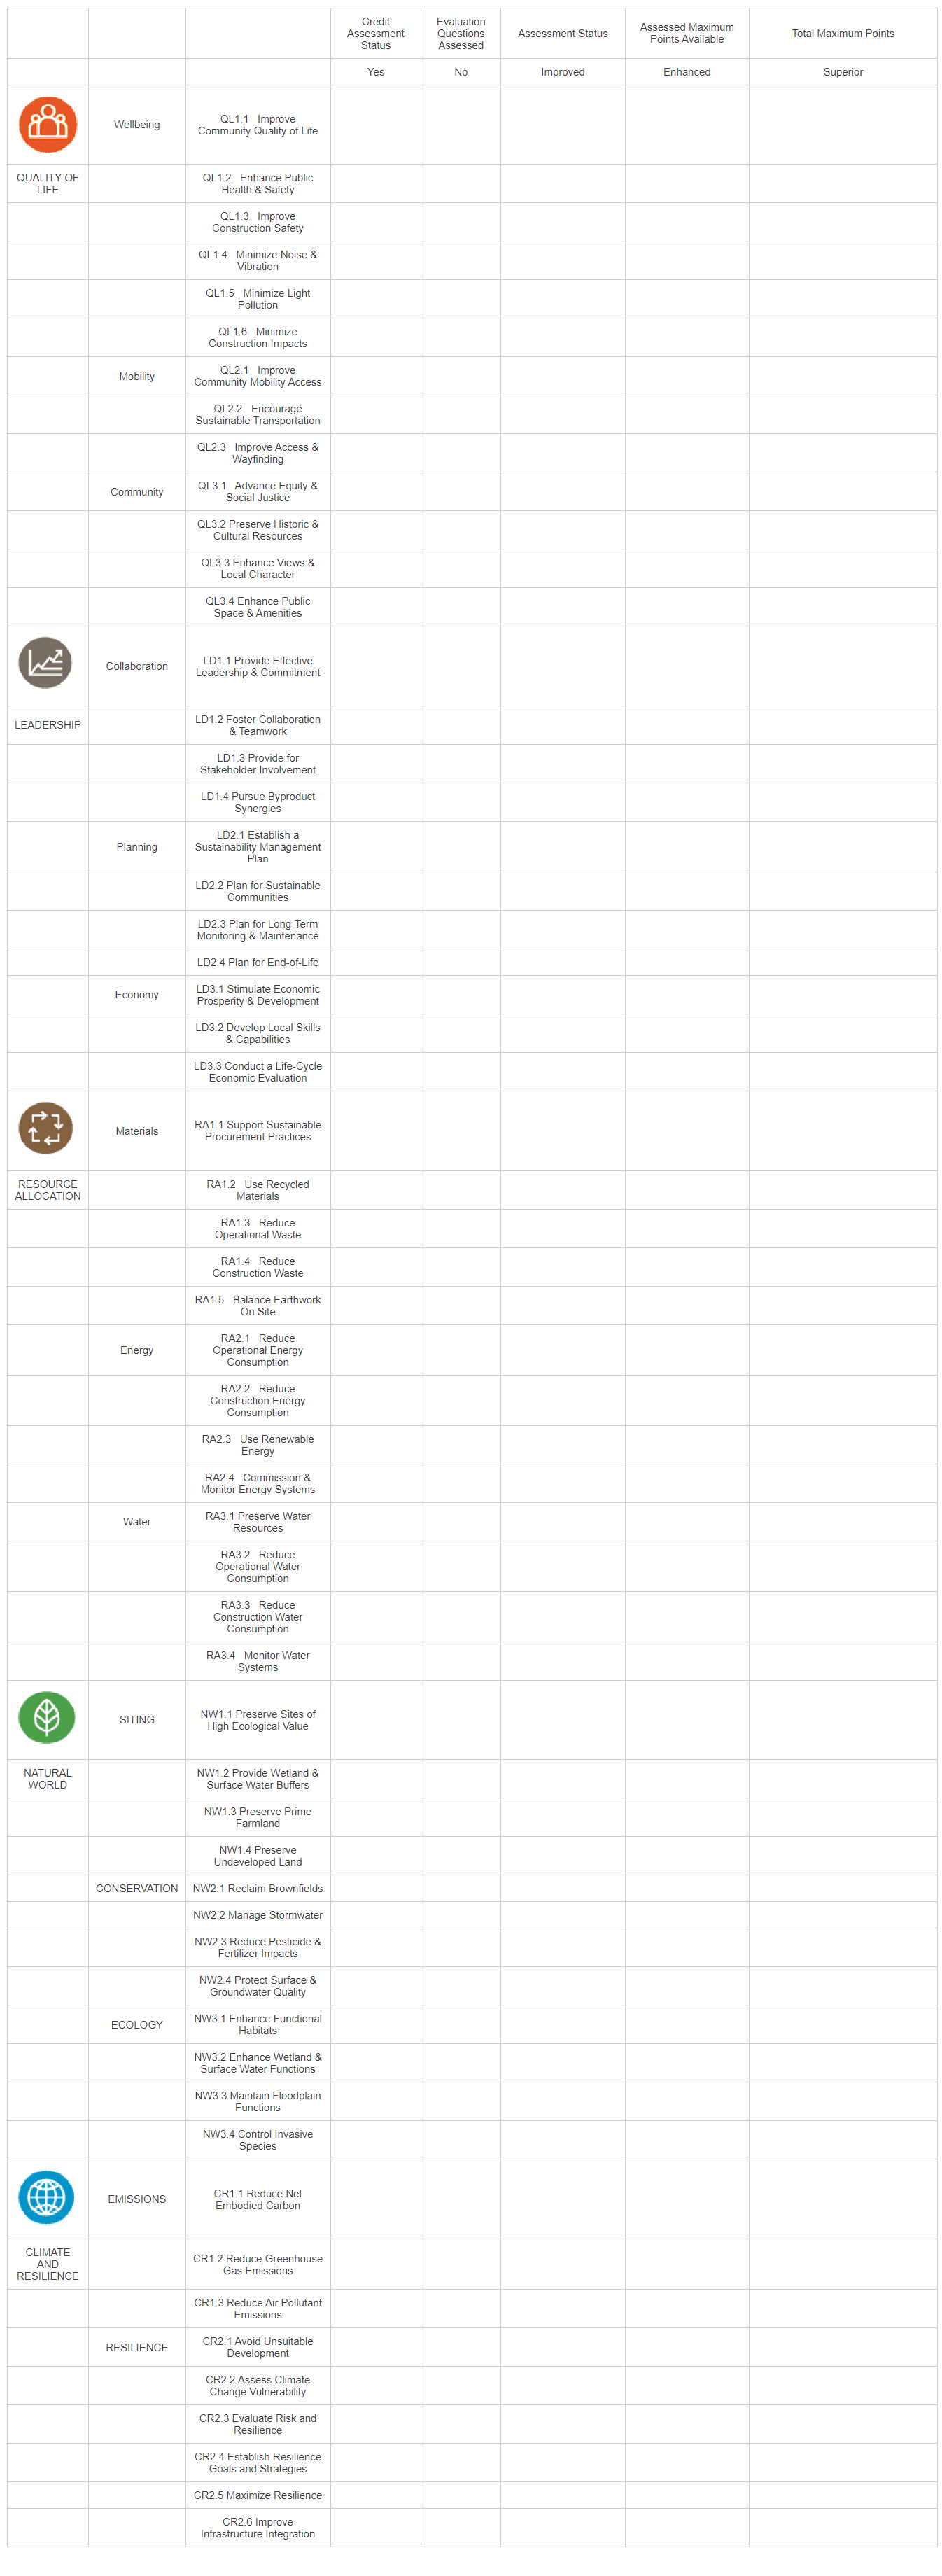 Credit
Assessment
Status
Evaluation
Questions
Assessed
Assessment Status
Assessed Maximum
Points Available
Total Maximum Points
Yes
No
Improved
Enhanced
Superior
Wellbeing
QL1.1 Improve
Community Quality of Life
QUALITY OF
LIFE
QL1.2 Enhance Public
Health & Safety
QL1.3 Improve
Construction Safety
QL1.4 Minimize Noise &
Vibration
QL1.5 Minimize Light
Pollution
QL1.6 Minimize
Construction Impacts
Mobility
QL2.1 Improve
Community Mobility Access
QL2.2 Encourage
Sustainable Transportation
QL2.3 Improve Access &
Wayfinding
Community
QL3.1 Advance Equity &
Social Justice
QL3.2 Preserve Historic &
Cultural Resources
QL3.3 Enhance Views &
Local Character
QL3.4 Enhance Public
Space & Amenities
Collaboration
LD1.1 Provide Effective
Leadership & Commitment
LEADERSHIP
LD1.2 Foster Collaboration
& Teamwork
LD1.3 Provide for
Stakeholder Involvement
LD1.4 Pursue Byproduct
Synergies
Planning
LD2.1 Establish a
Sustainability Management
Plan
LD2.2 Plan for Sustainable
Communities
LD2.3 Plan for Long-Term
Monitoring & Maintenance
LD2.4 Plan for End-of-Life
Economy
LD3.1 Stimulate Economic
Prosperity & Development
LD3.2 Develop Local Skills
& Capabilities
LD3.3 Conduct a Life-Cycle
Economic Evaluation
Materials
RA1.1 Support Sustainable
Procurement Practices
RESOURCE
ALLOCATION
RA1.2 Use Recycled
Materials
RA1.3 Reduce
Operational Waste
RA1.4 Reduce
Construction Waste
RA1.5 Balance Earthwork
On Site
Energy
RA2.1 Reduce
Operational Energy
Consumption
RA2.2 Reduce
Construction Energy
Consumption
RA2.3 Use Renewable
Energy
RA2.4 Commission &
Monitor Energy Systems
Water
RA3.1 Preserve Water
Resources
RA3.2 Reduce
Operational Water
Consumption
RA3.3 Reduce
Construction Water
Consumption
RA3.4 Monitor Water
Systems
SITING
NW1.1 Preserve Sites of
High Ecological Value
NATURAL
WORLD
NW1.2 Provide Wetland &
Surface Water Buffers
NW1.3 Preserve Prime
Farmland
NW1.4 Preserve
Undeveloped Land
CONSERVATION
NW2.1 Reclaim Brownfields
NW2.2 Manage Stormwater
NW2.3 Reduce Pesticide &
Fertilizer Impacts
NW2.4 Protect Surface &
Groundwater Quality
ECOLOGY
NW3.1 Enhance Functional
Habitats
NW3.2 Enhance Wetland &
Surface Water Functions
NW3.3 Maintain Floodplain
Functions
NW3.4 Control Invasive
Species
EMISSIONS
CR1.1 Reduce Net
Embodied Carbon
CLIMATE
AND
RESILIENCE
CR1.2 Reduce Greenhouse
Gas Emissions
CR1.3 Reduce Air Pollutant
Emissions
RESILIENCE
CR2.1 Avoid Unsuitable
Development
CR2.2 Assess Climate
Change Vulnerability
CR2.3 Evaluate Risk and
Resilience
CR2.4 Establish Resilience
Goals and Strategies
CR2.5 Maximize Resilience
CR2.6 Improve
Infrastructure Integration